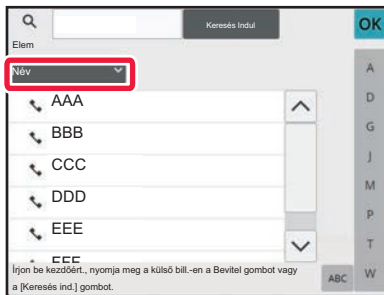 Keresés Indul
OK
Elem
Név
AAA
BBB
CCC
DDD
EEE
FFF
A
D
G
J
M
P
T
W
Írjon be kezdőért., nyomja meg a külső bill.-en a Bevitel gombot vagy
a [Keresés ind.] gombot.
ABC